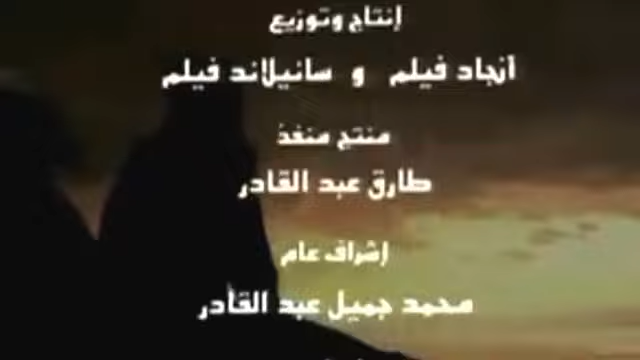 إنتاج وتوزيع
أنجاد فيلم و سانيلاند فيلم
منتج منفذ
طارق عبد القادر
إشراف عام
محمد جميل عبد القادر